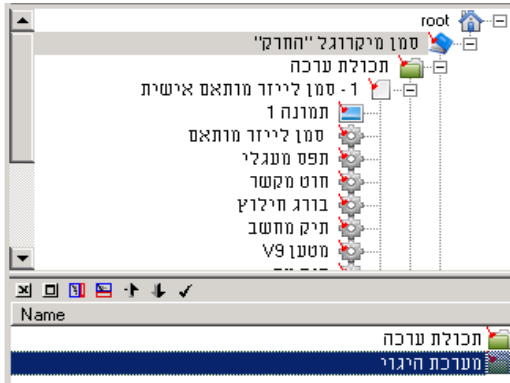 root
סמן מיקרוגל "החרק"
תכולת ערכה
1 - סמן לייזר מותאם אישית
תמונה 1
סמן לייזר מותאם
תפס מעגלי
חוט מקשר
בורג חילוץ
תיק מחשב
מטען 9V
Name
תכולת ערכה
מערכת היגוי